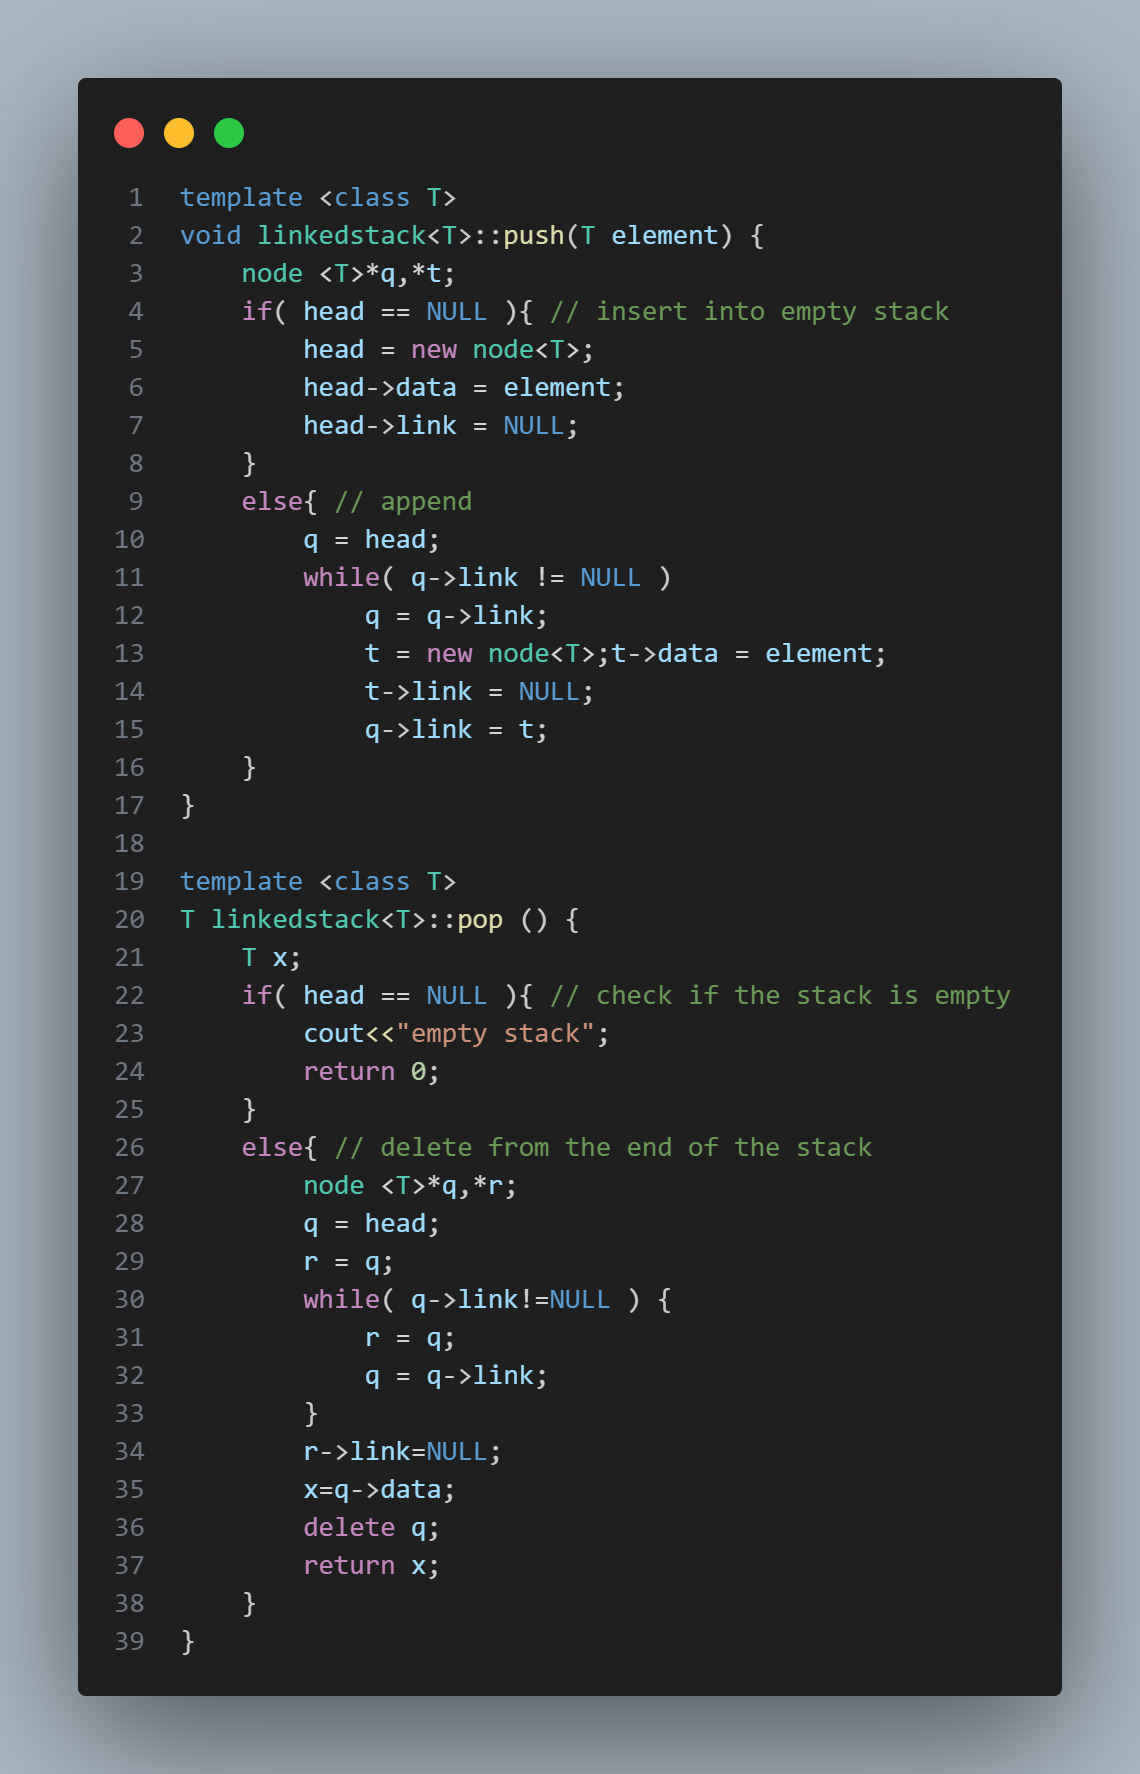 1 template <class T>
2 void linkedstack<T>::push(T element) {
3     node <T>*q,*t;
4     if( head == NULL ){ // insert into empty stack
5         head = new node<T>;
6         head->data = element;
7         head->link = NULL;
8     }
9     else{ // append
10         q = head;
11         while( q->link != NULL )
12             q = q->link;
13             t = new node<T>;t->data = element;
14             t->link = NULL;
15             q->link = t;
16     }
17 }
18
19 template <class T>
20 T linkedstack<T>::pop () {
21     T x;
22     if( head == NULL ){ // check if the stack is empty
23         cout<<"empty stack";
24         return 0;
25     }
26     else{ // delete from the end of the stack
27         node <T>*q,*r;
28         q = head;
29         r = q;
30         while( q->link!=NULL ) {
31             r = q;
32             q = q->link;
33         }
34         r->link=NULL;
35         x=q->data;
36         delete q;
37         return x;
38     }
39 }